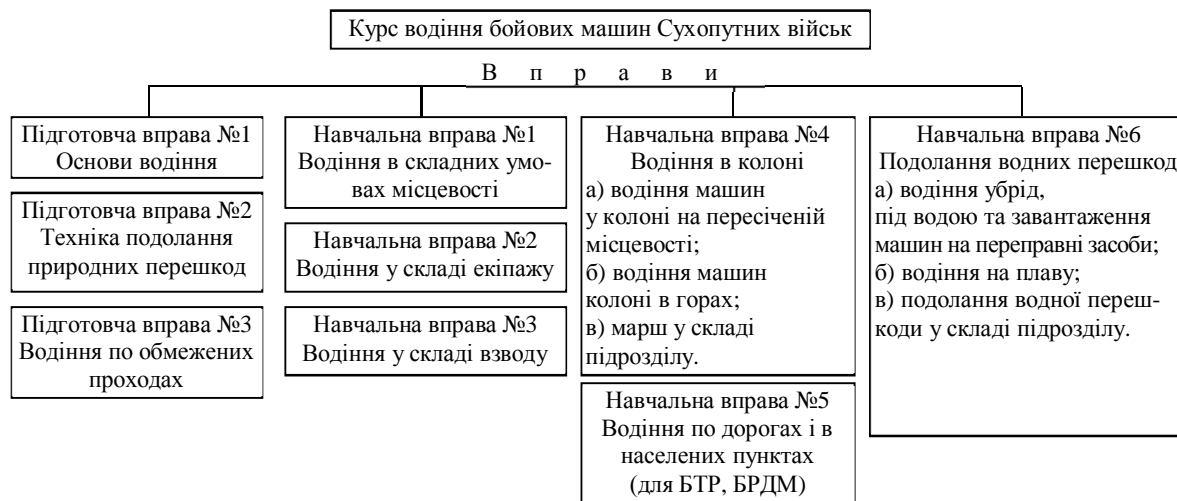 Курс водіння бойових машин Сухопутних військ
В п р а в и
Підготовча вправа №1
Основи водіння
Підготовча вправа №2
Техніка подолання
природних перешкод
Підготовча вправа №3
Водіння по обмежених
проходах
Навчальна вправа №1
Водіння в складних умо-
вах місцевості
Навчальна вправа №2
Водіння у складі екіпажу
Навчальна вправа №3
Водіння у складі взводу
Навчальна вправа №4
Водіння в колоні
а) водіння машин
у колоні на пересіченій
місцевості;
б) водіння машин
колоні в горах;
в) марш у складі
підрозділу.
Навчальна вправа №5
Водіння по дорогах і в
населених пунктах
(для БТР, БРДМ)
Навчальна вправа №6
Подолання водних перешкод
а) водіння убрід,
під водою та завантаження
машин на переправні засоби;
б) водіння на плаву;
в) подолання водної переш-
коди у складі підрозділу.